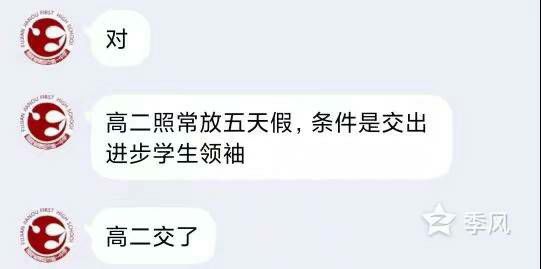 对
高二照常放五天假，条件是交出
进步学生领袖
高二交了
季风